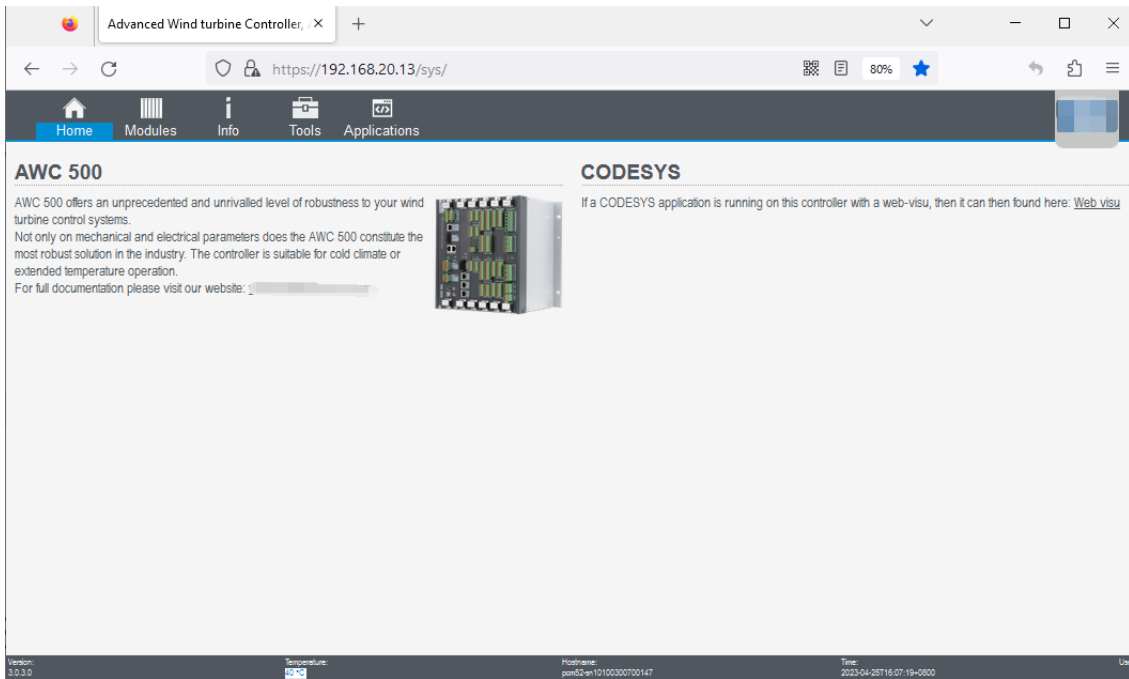 Advanced Wind turbine Controller, A
https://192.168.20.13/sys/
80%
Home
Modules
Info
Tools
Applications
AWC 500
AWC 500 offers an unprecedented and unrivalled level of robustness to your wind
turbine control systems.
Not only on mechanical and electrical parameters does the AWC 500 constitute the
most robust solution in the industry. The controller is suitable for cold climate or
extended temperature operation.
For full documentation please visit our website:
CODESYS
If a CODESYS application is running on this controller with a web-visu, then it can then found here: Web visu
Version:
3.0.3.0
Temperature:
40 °C
Hostname:
pcm52-sn10100300700147
Time:
2023-04-25T16:07:19+0800